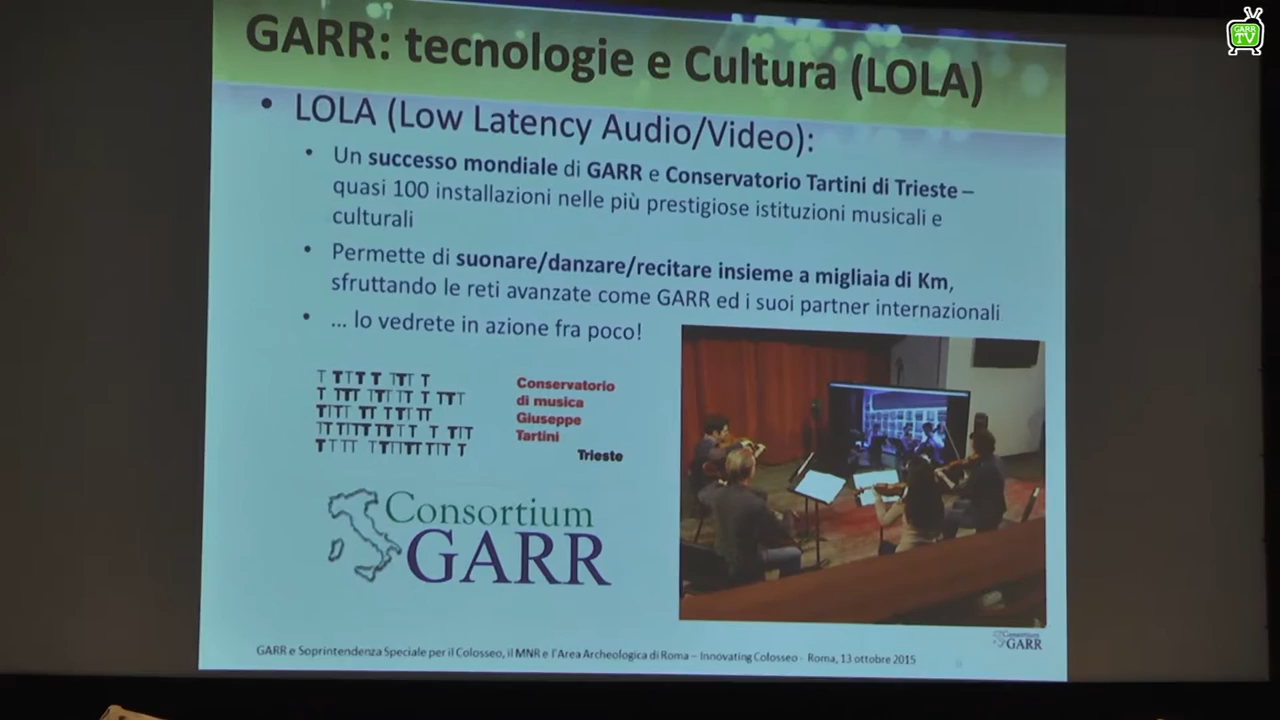 GARR TV
GARR: tecnologie e Cultura (LOLA)
• LOLA (Low Latency Audio/Video):
• Un successo mondiale di GARR e Conservatorio Tartini di Trieste –
quasi 100 installazioni nelle più prestigiose istituzioni musicali e
culturali
• Permette di suonare/danzare/recitare insieme a migliaia di Km,
sfruttando le reti avanzate come GARR ed i suoi partner internazionali
• ... lo vedrete in azione fra poco!
Conservatorio
di musica
Giuseppe
Tartini
Trieste
Consortium
GARR
Consortium
GARR
GARR e Soprintendenza Speciale per il Colosseo, il MNR e l'Area Archeologica di Roma – Innovating Colosseo - Roma, 13 ottobre 2015